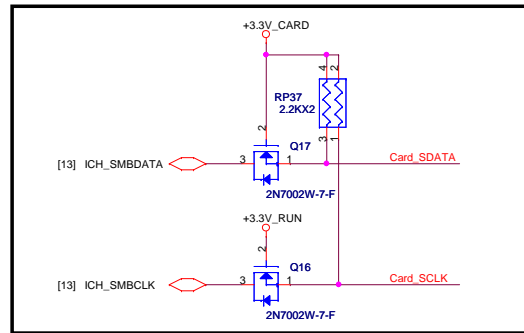 +3.3V_CARD
4
2
RP37
2.2KX2
3
1
2
Q17
[13] ICH_SMBDATA
3
1
Card_SDATA
2N7002W-7-F
+3.3V_RUN
2
Q16
[13] ICH_SMBCLK
3
1
Card_SCLK
2N7002W-7-F